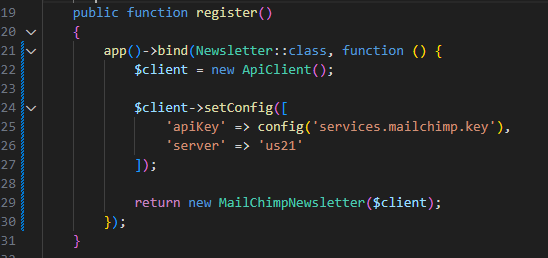 19 public function register()
20 {
21 app()->bind(Newsletter::class, function () {
22 $client = new ApiClient();
23
24 $client->setConfig([
25 'apiKey' => config('services.mailchimp.key'),
26 'server' => 'us21'
27 ]);
28
29 return new MailChimpNewsletter($client);
30 });
31 }